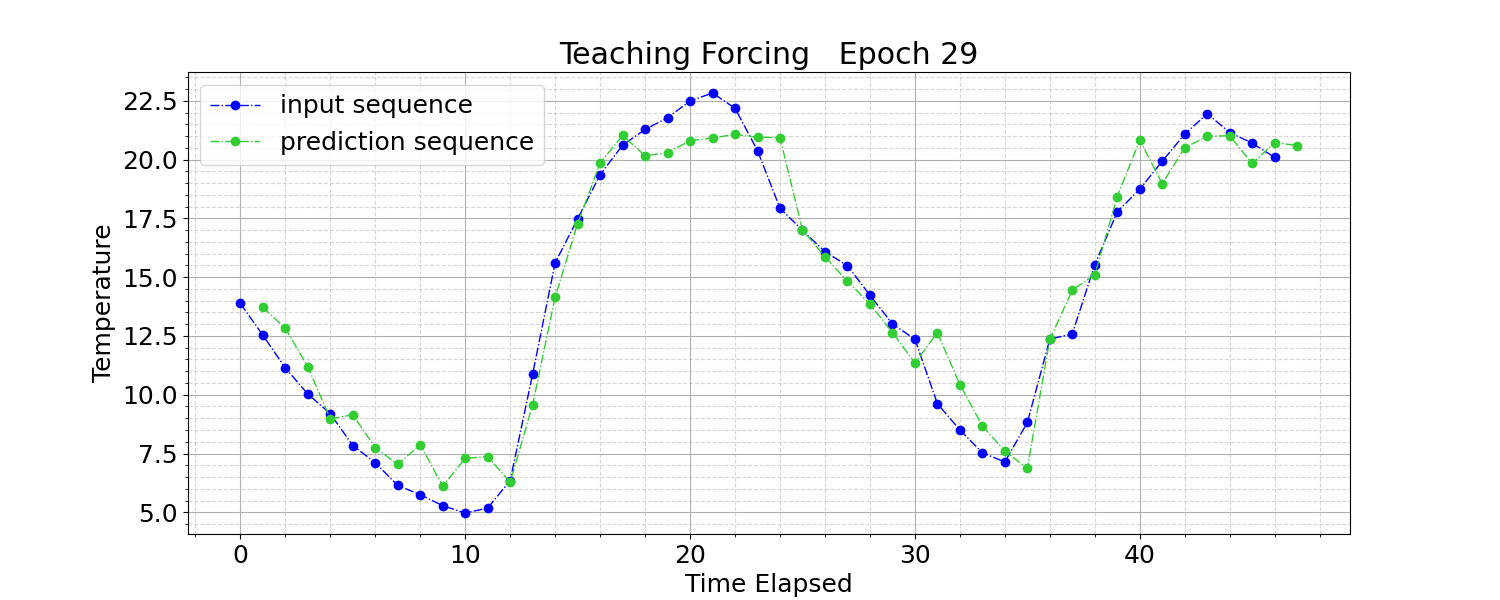 Teaching Forcing   Epoch 29
input sequence
prediction sequence
22.5
20.0
17.5
15.0
12.5
10.0
7.5
5.0
Temperature
0 10 20 30 40
Time Elapsed